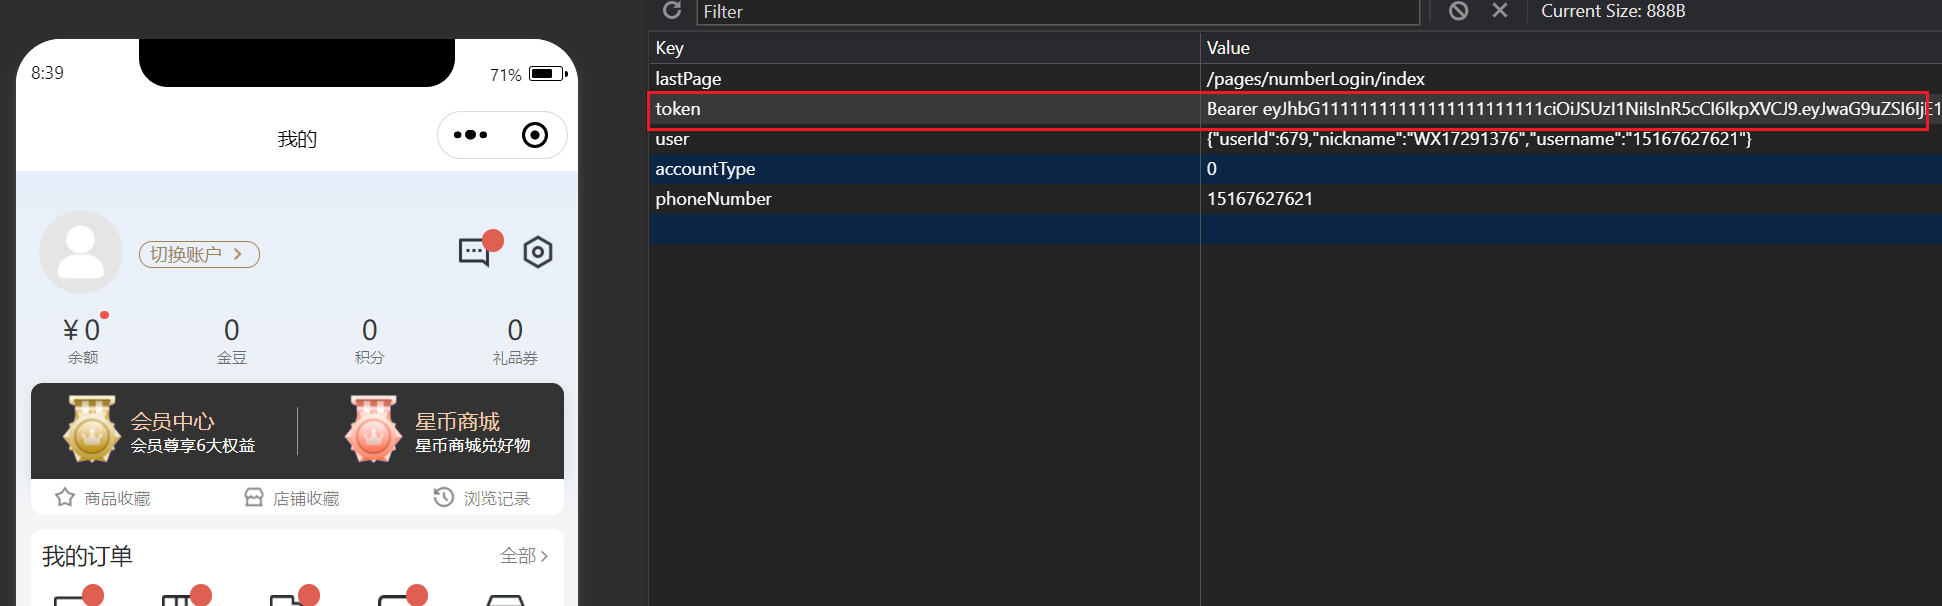 8:39
71%
我的
切换账户
¥0 0 0 0
余额 金豆 积分 礼品券
会员中心
会员尊享6大权益
星币商城
星币商城兑好物
商品收藏 店铺收藏 浏览记录
我的订单 全部
Filter Current Size: 888B
Key Value
lastPage /pages/numberLogin/index
token Bearer eyJhbG11111111111111111111111ciOiJSUzI1NiIsInR5cCI6IkpXVCJ9.eyJwaG9uZSI6IjE1
user {"userId":679,"nickname":"WX17291376","username":"15167627621"}
accountType 0
phoneNumber 15167627621